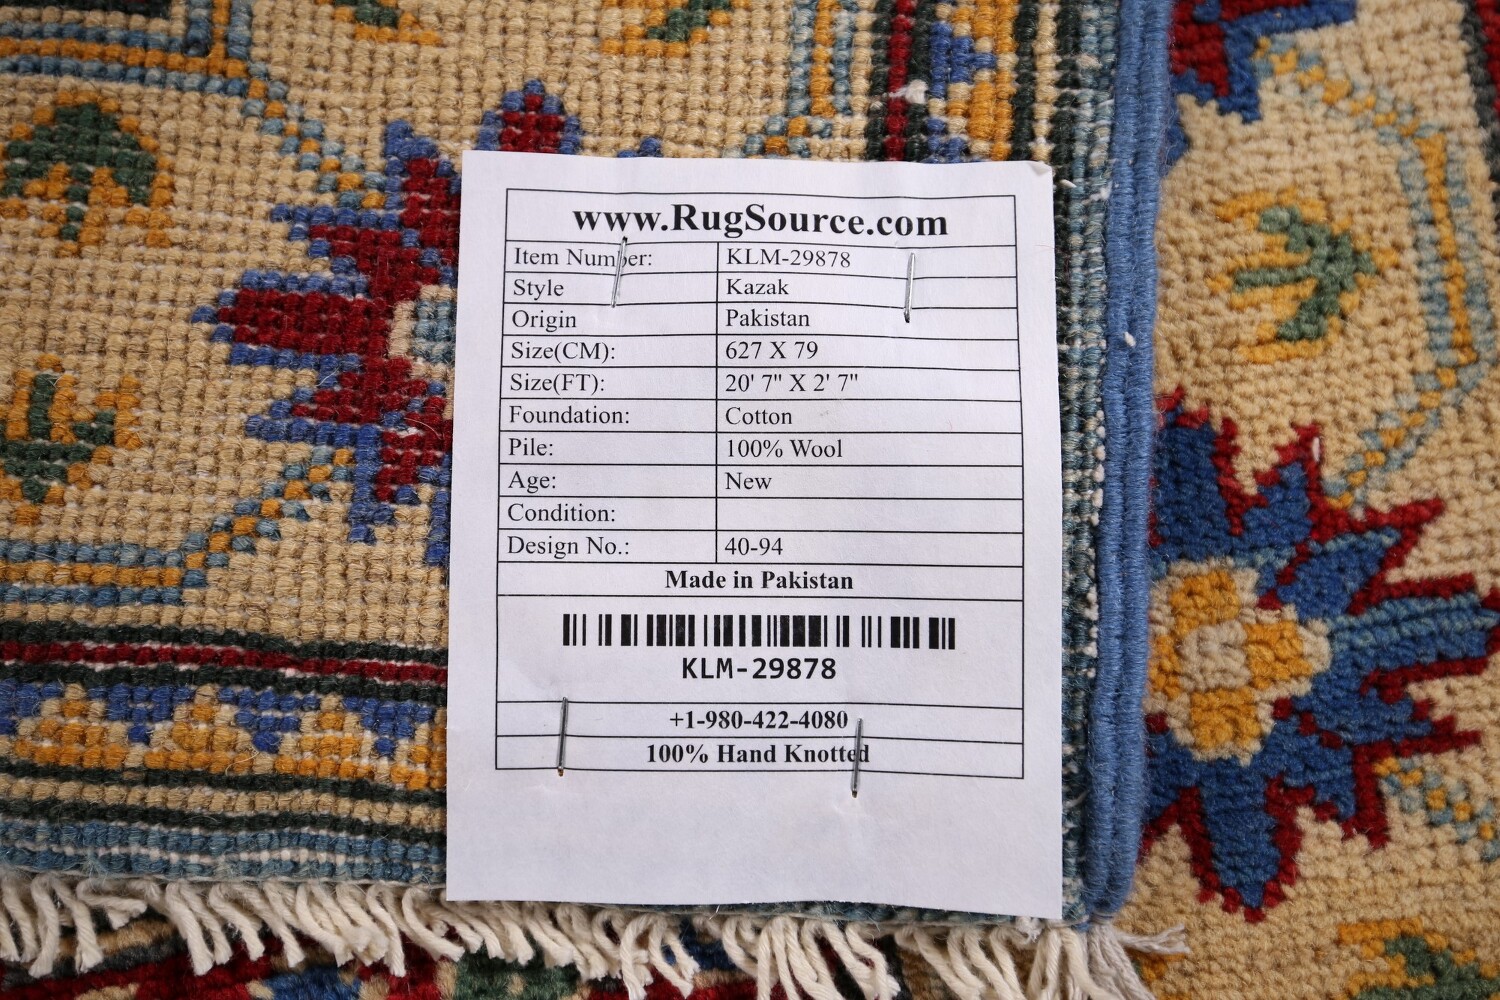 www.RugSource.com
Item Number: KLM-29878
Style Kazak
Origin Pakistan
Size(CM): 627 X 79
Size(FT): 20' 7" X 2' 7"
Foundation: Cotton
Pile: 100% Wool
Age: New
Condition:
Design No.: 40-94
Made in Pakistan
KLM-29878
+1-980-422-4080
100% Hand Knotted